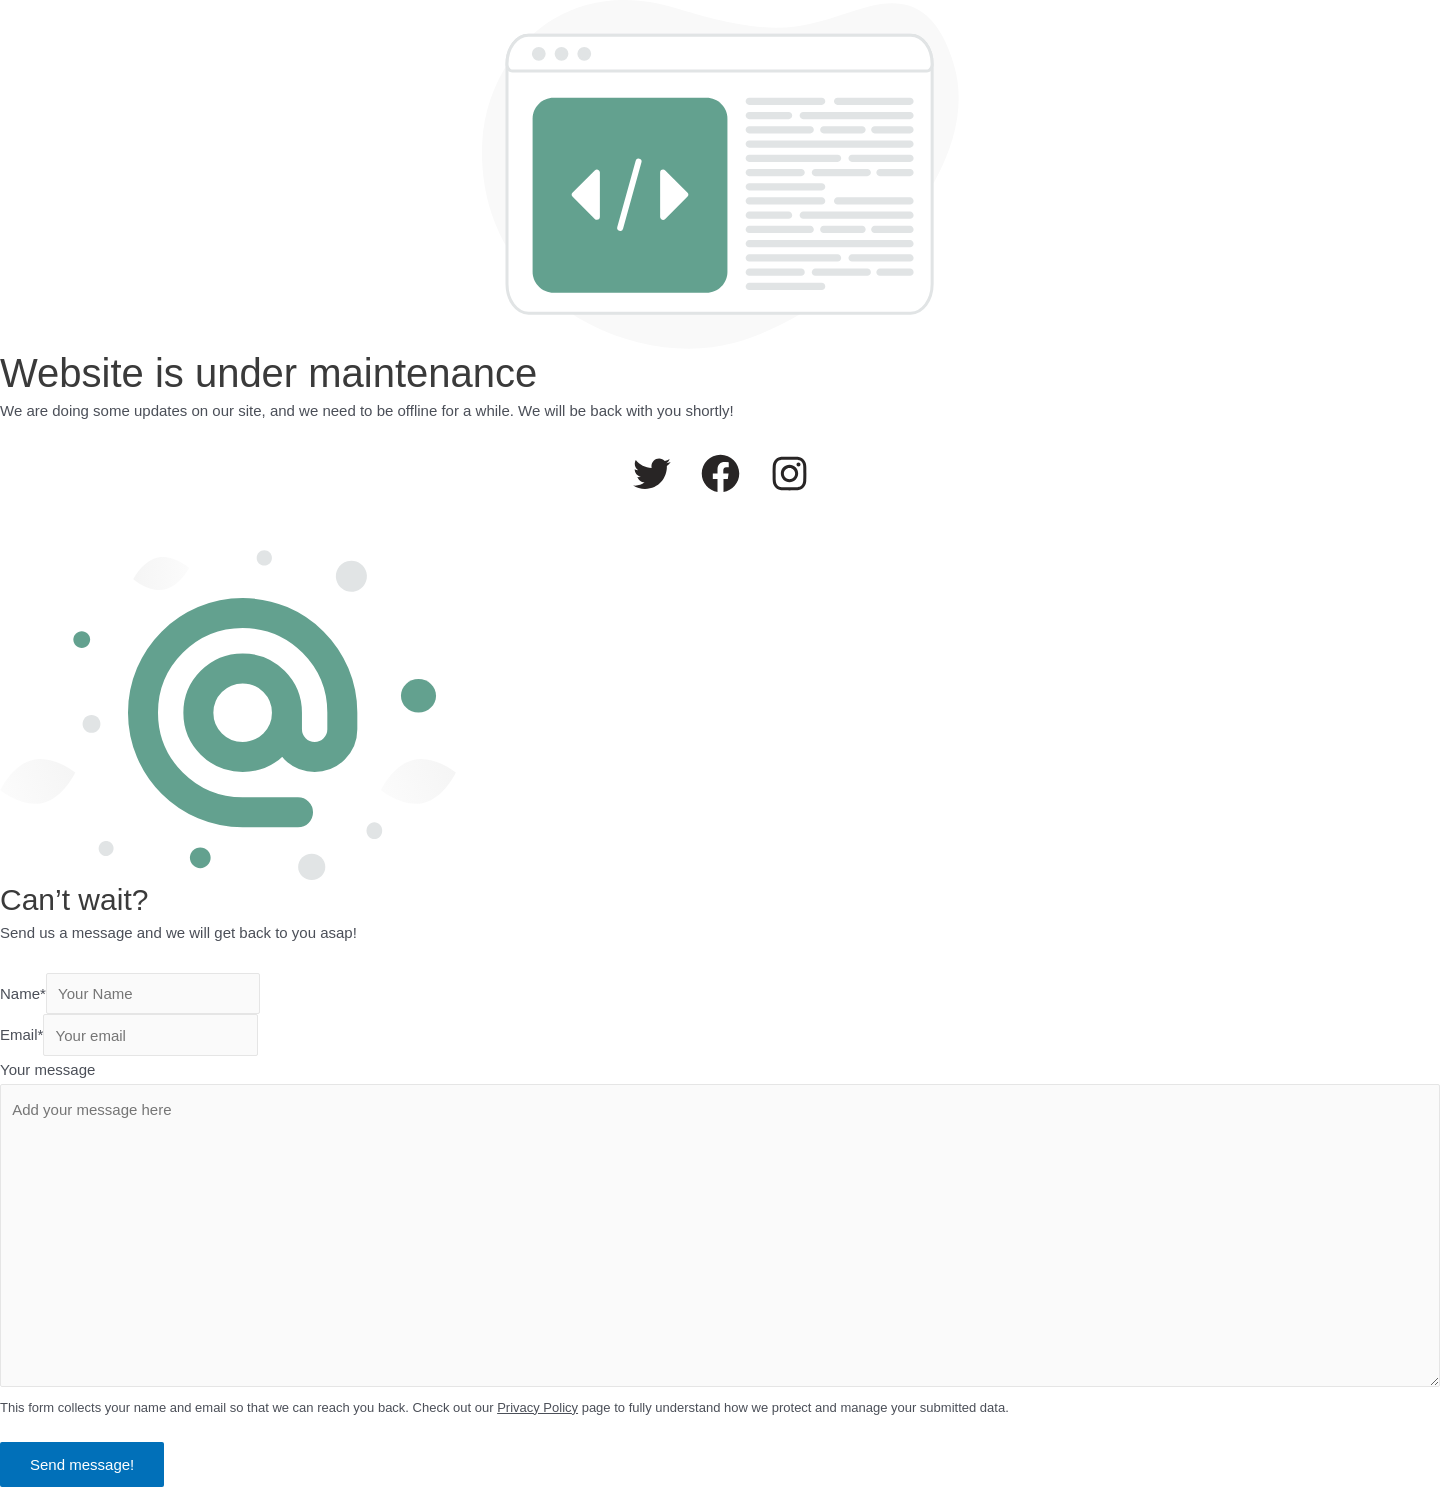 Website is under maintenance
We are doing some updates on our site, and we need to be offline for a while. We will be back with you shortly!
Can’t wait?
Send us a message and we will get back to you asap!
Name* Your Name
Email* Your email
Your message
Add your message here
This form collects your name and email so that we can reach you back. Check out our Privacy Policy page to fully understand how we protect and manage your submitted data.
Send message!